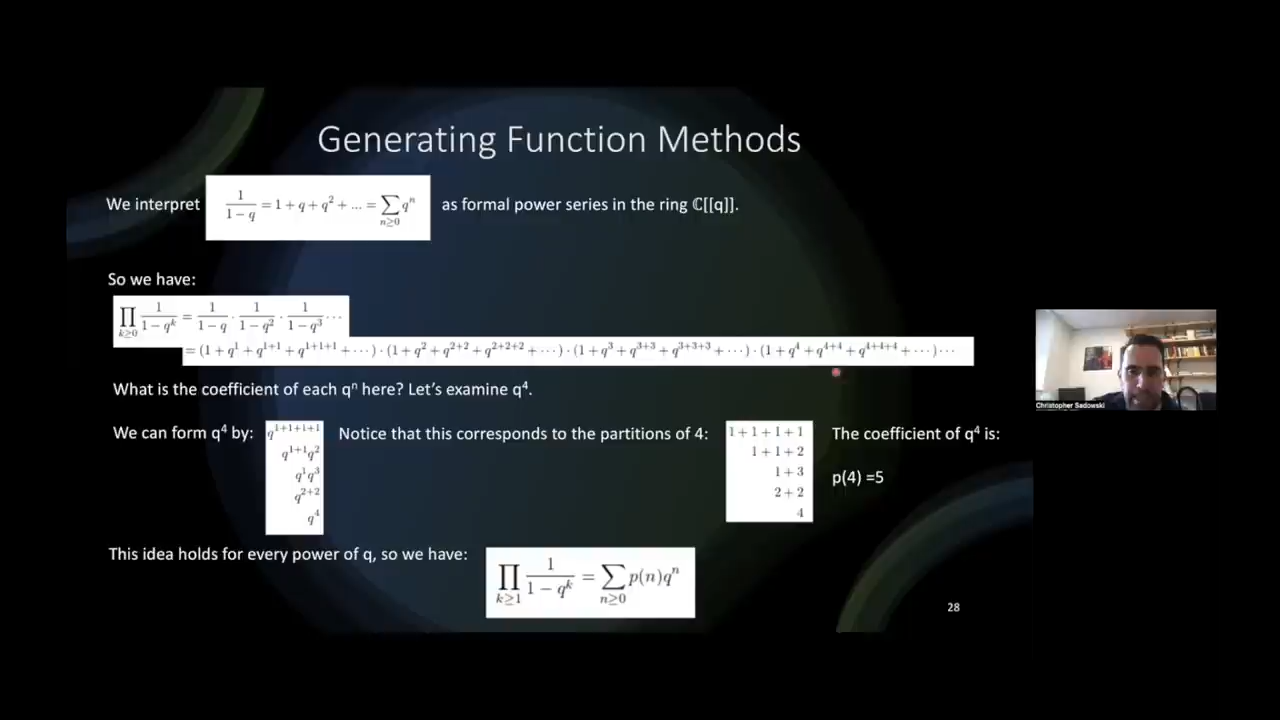 Generating Function Methods
We interpret 1/(1−q) = 1 + q + q² + ... = ∑_{n≥0} qⁿ as formal power series in the ring ℂ[[q]].
So we have:
∏_{k≥0} 1/(1−q^k) = 1/(1−q) · 1/(1−q²) · 1/(1−q³) ⋯
= (1 + q^1 + q^{1+1} + q^{1+1+1} + ⋯) · (1 + q^2 + q^{2+2} + q^{2+2+2} + ⋯) · (1 + q^3 + q^{3+3} + q^{3+3+3} + ⋯) · (1 + q^4 + q^{4+4} + q^{4+4+4} + ⋯) ⋯
What is the coefficient of each qⁿ here? Let's examine q⁴.
We can form q⁴ by:
q^{1+1+1+1}
q^{1+1}q^2
q^1q^3
q^{2+2}
q^4
Notice that this corresponds to the partitions of 4:
1 + 1 + 1 + 1
1 + 1 + 2
1 + 3
2 + 2
4
The coefficient of q⁴ is:
p(4) =5
This idea holds for every power of q, so we have: ∏_{k≥1} 1/(1−q^k) = ∑_{n≥0} p(n)qⁿ
28
Christopher Sadowski